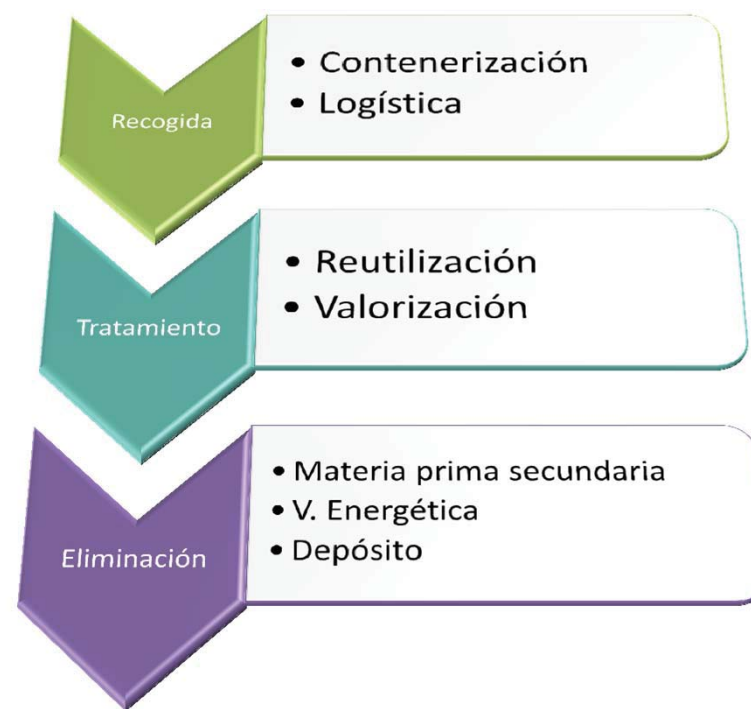 Recogida
• Contenerización
• Logística
Tratamiento
• Reutilización
• Valorización
Eliminación
• Materia prima secundaria
• V. Energética
• Depósito